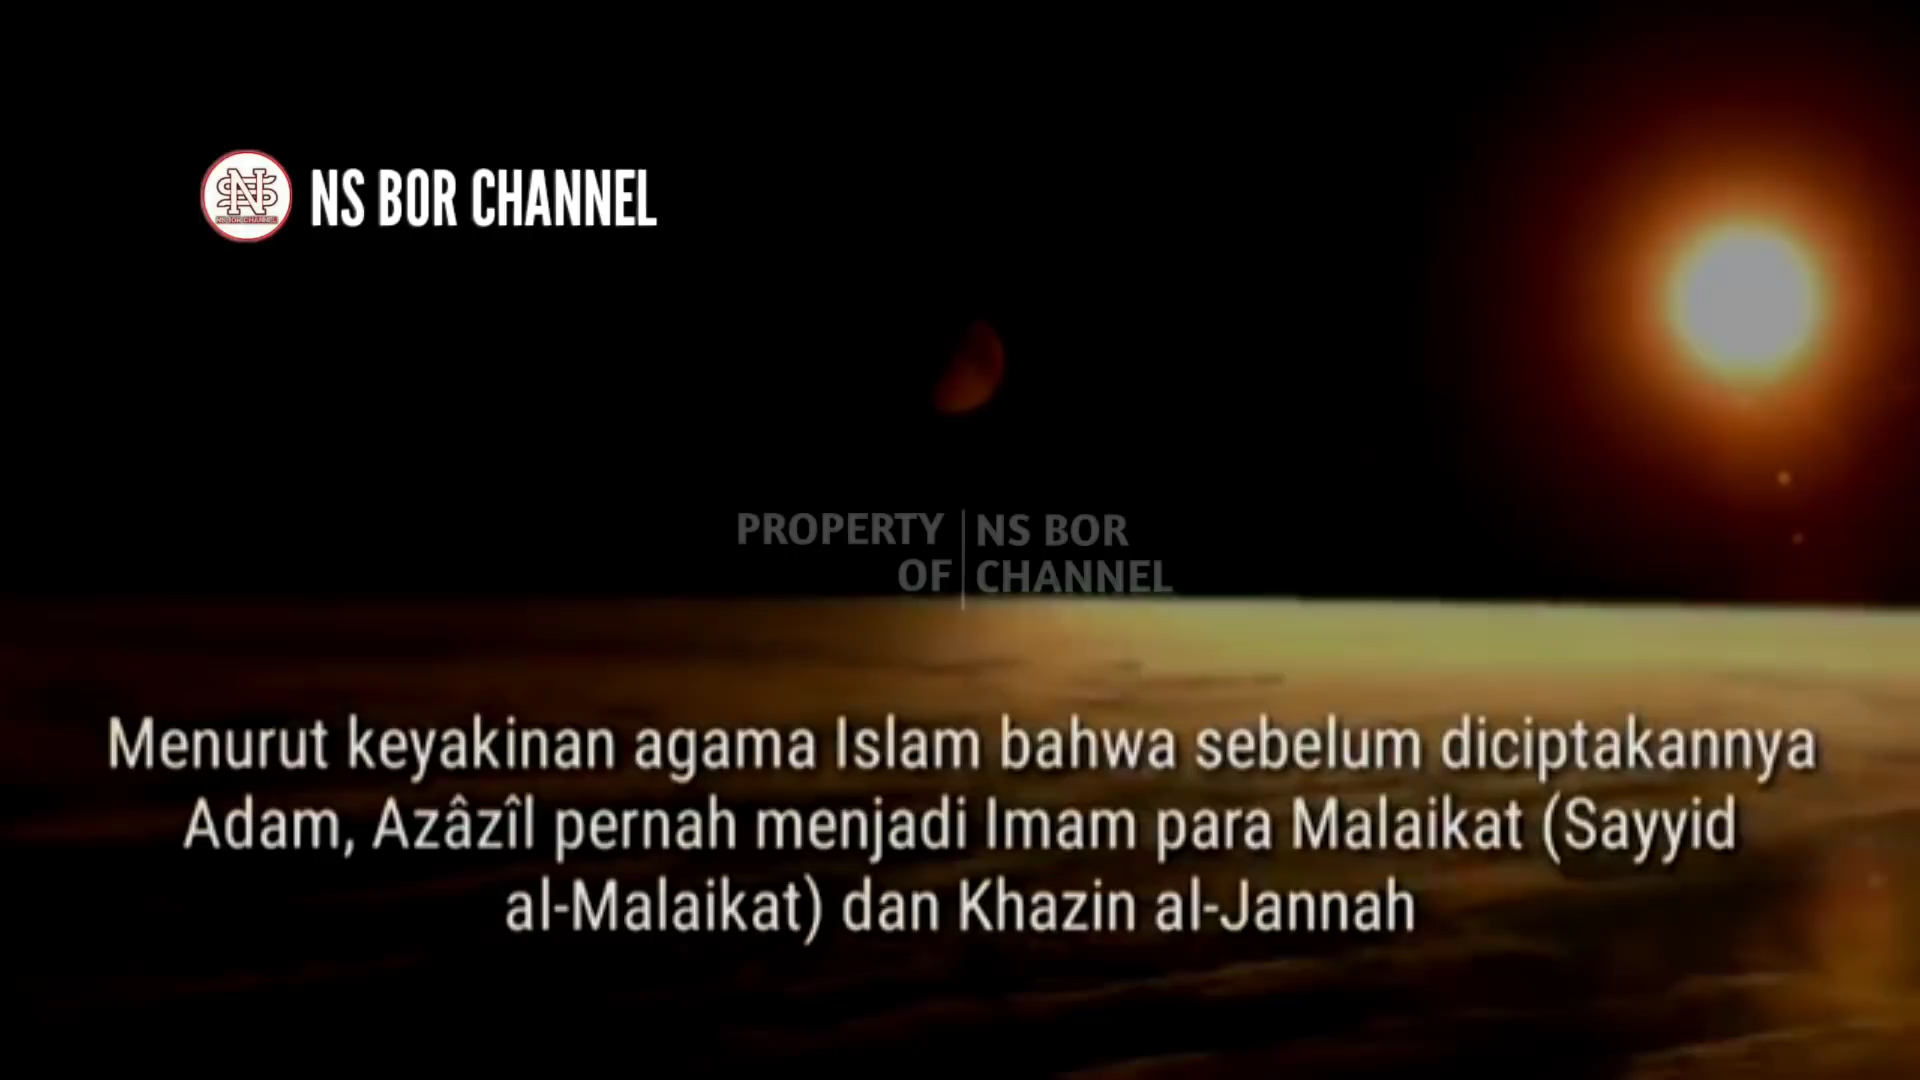 NS BOR CHANNEL
PROPERTY OF
NS BOR CHANNEL
Menurut keyakinan agama Islam bahwa sebelum diciptakannya
Adam, Azâzîl pernah menjadi Imam para Malaikat (Sayyid
al-Malaikat) dan Khazin al-Jannah